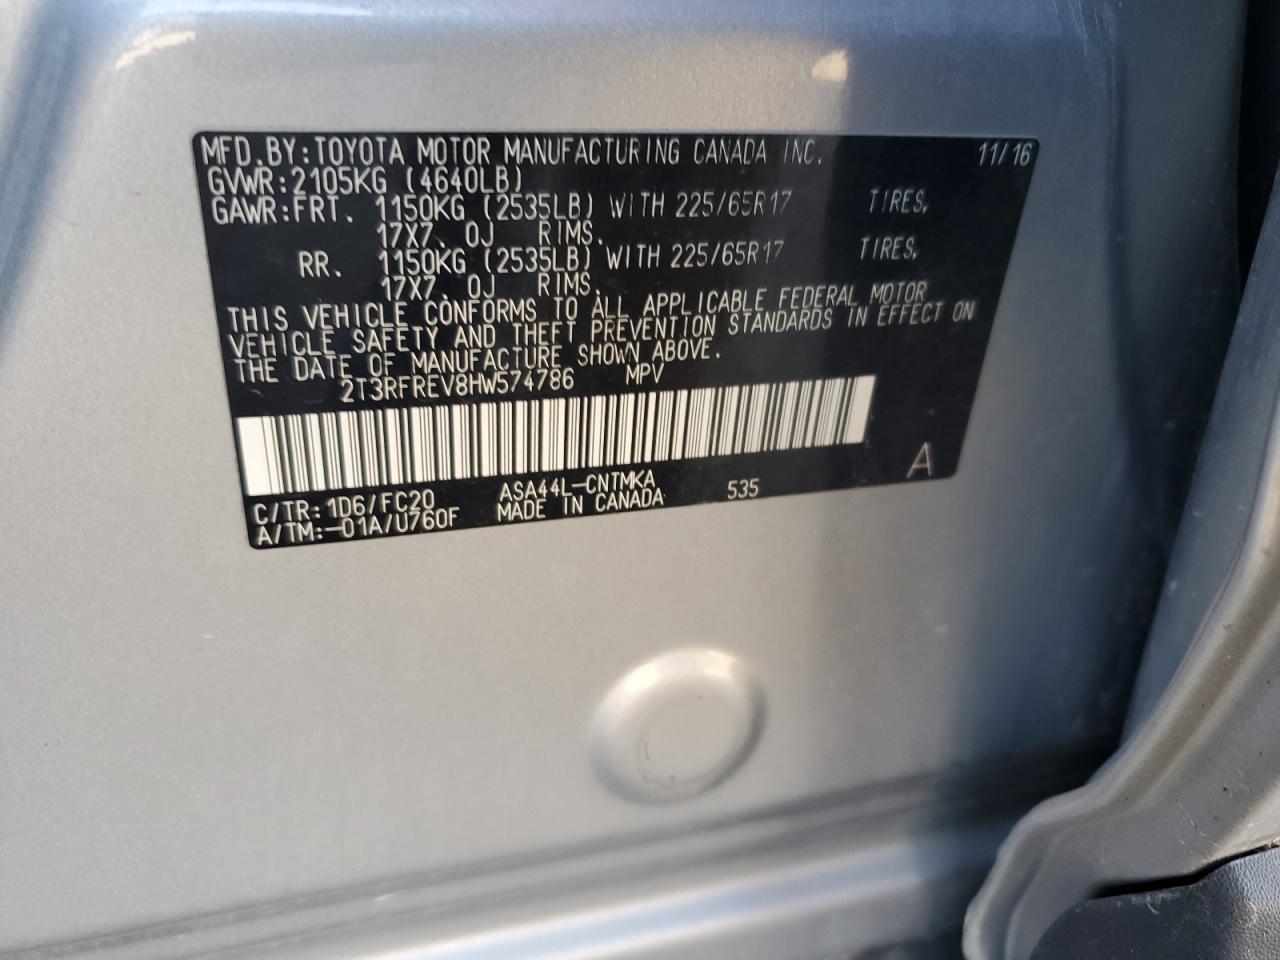 MFD.BY:TOYOTA MOTOR MANUFACTURING CANADA INC. 11/16
GVWR:2105KG (4640LB)
GAWR:FRT. 1150KG (2535LB) WITH 225/65R17 TIRES,
17X7.0J RIMS.
RR. 1150KG (2535LB) WITH 225/65R17 TIRES,
17X7.0J RIMS.
THIS VEHICLE CONFORMS TO ALL APPLICABLE FEDERAL MOTOR
VEHICLE SAFETY AND THEFT PREVENTION STANDARDS IN EFFECT ON
THE DATE OF MANUFACTURE SHOWN ABOVE.
2T3RFREV8HW574786 MPV
A
C/TR:1D6/FC20 ASA44L-CNTMKA 535
A/TM:-01A/U760F MADE IN CANADA